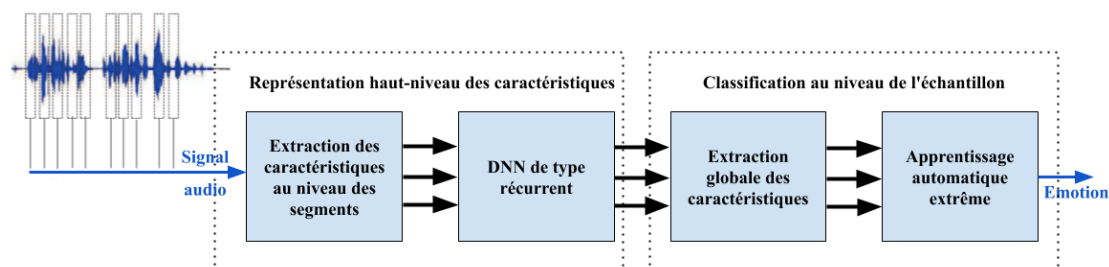 Représentation haut-niveau des caractéristiques
Classification au niveau de l'échantillon
Signal
audio
Extraction des
caractéristiques
au niveau des
segments
DNN de type
récurrent
Extraction
globale des
caractéristiques
Apprentissage
automatique
extrême
Emotion